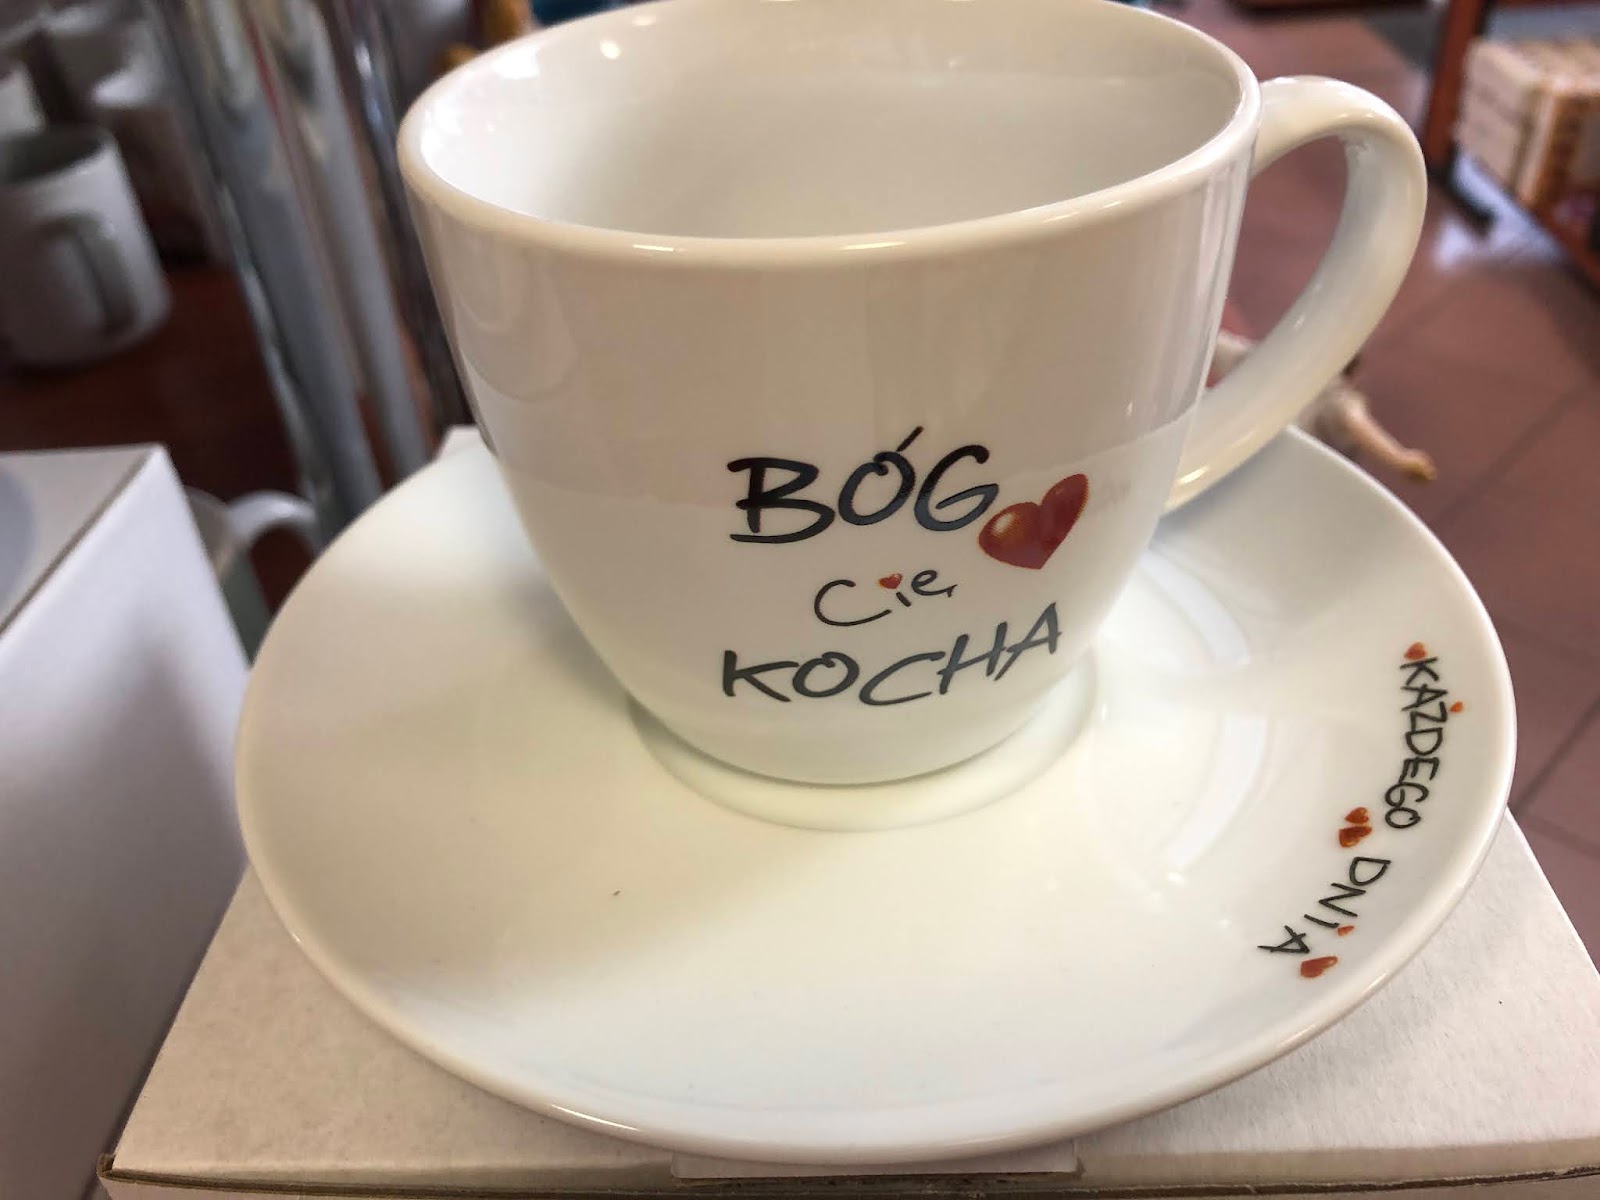 BÓG
Cię
KOCHA
KAŻDEGO DNIA